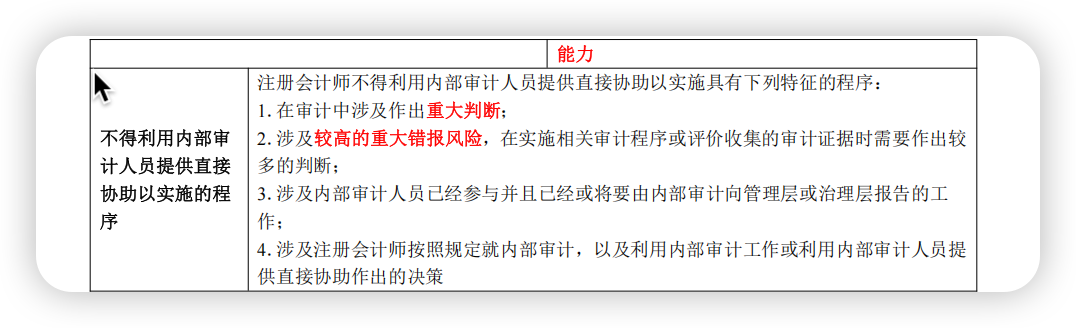 能力
注册会计师不得利用内部审计人员提供直接协助以实施具有下列特征的程序：
1. 在审计中涉及作出重大判断；
2. 涉及较高的重大错报风险，在实施相关审计程序或评价收集的审计证据时需要作出较
多的判断；
3. 涉及内部审计人员已经参与并且已经或将要由内部审计向管理层或治理层报告的工
作；
4. 涉及注册会计师按照规定就内部审计，以及利用内部审计工作或利用内部审计人员提
供直接协助作出的决策
不得利用内部审
计人员提供直接
协助以实施的程
序